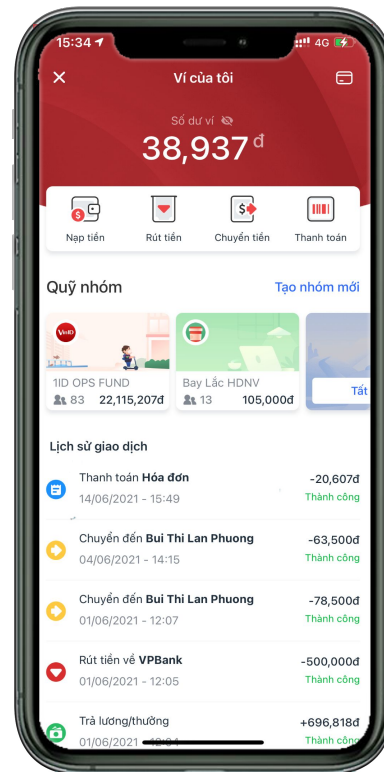 15:34
4G
Ví của tôi
Số dư ví
38,937 đ
Nạp tiền Rút tiền Chuyển tiền Thanh toán
Quỹ nhóm Tạo nhóm mới
VinID
1ID OPS FUND
83 22,115,207đ
Bay Lắc HDNV
13 105,000đ
Tất
Lịch sử giao dịch
Thanh toán Hóa đơn -20,607đ
14/06/2021 - 15:49 Thành công
Chuyển đến Bui Thi Lan Phuong -63,500đ
04/06/2021 - 14:15 Thành công
Chuyển đến Bui Thi Lan Phuong -78,500đ
01/06/2021 - 12:07 Thành công
Rút tiền về VPBank -500,000đ
01/06/2021 - 12:05 Thành công
Trả lương/thưởng +696,818đ
01/06/2021 - 12:04 Thành công